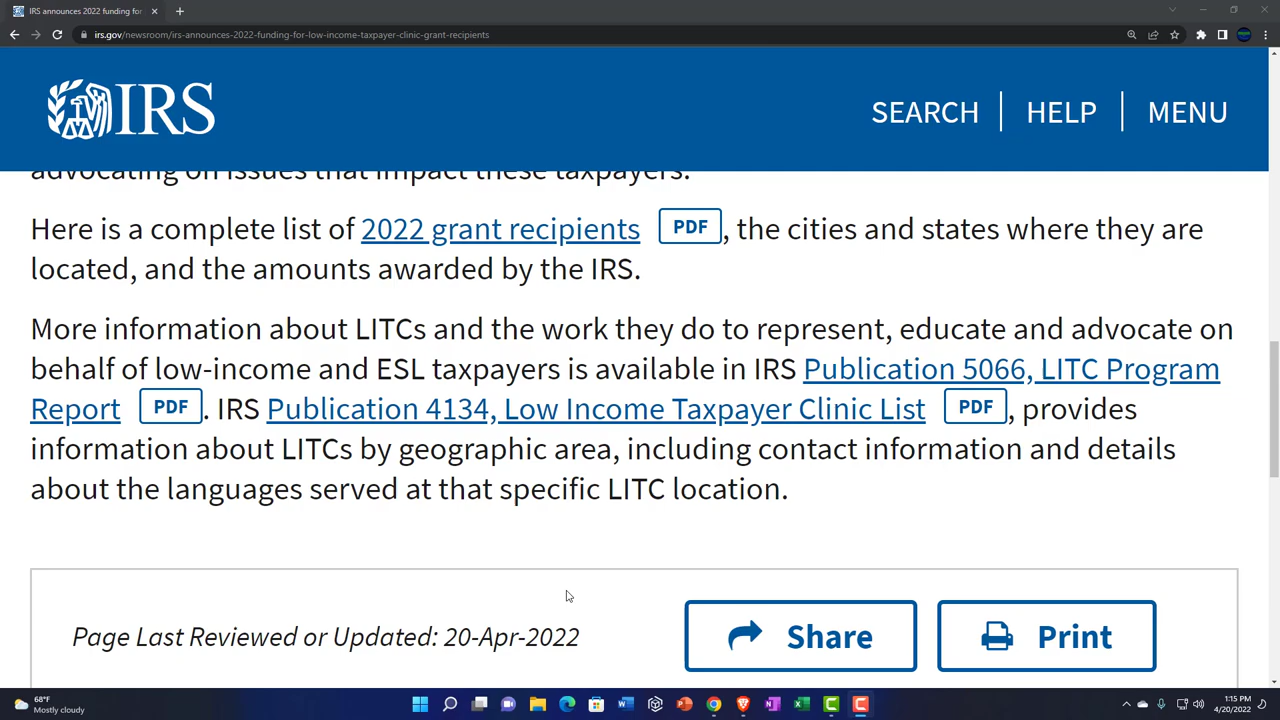 IRS announces 2022 funding for
irs.gov/newsroom/irs-announces-2022-funding-for-low-income-taxpayer-clinic-grant-recipients
IRS
SEARCH
HELP
MENU
advocating on issues that impact these taxpayers.
Here is a complete list of 2022 grant recipients PDF, the cities and states where they are
located, and the amounts awarded by the IRS.
More information about LITCs and the work they do to represent, educate and advocate on
behalf of low-income and ESL taxpayers is available in IRS Publication 5066, LITC Program
Report PDF. IRS Publication 4134, Low Income Taxpayer Clinic List PDF, provides
information about LITCs by geographic area, including contact information and details
about the languages served at that specific LITC location.
Page Last Reviewed or Updated: 20-Apr-2022
Share
Print
68°F
Mostly cloudy
1:15 PM
4/20/2022